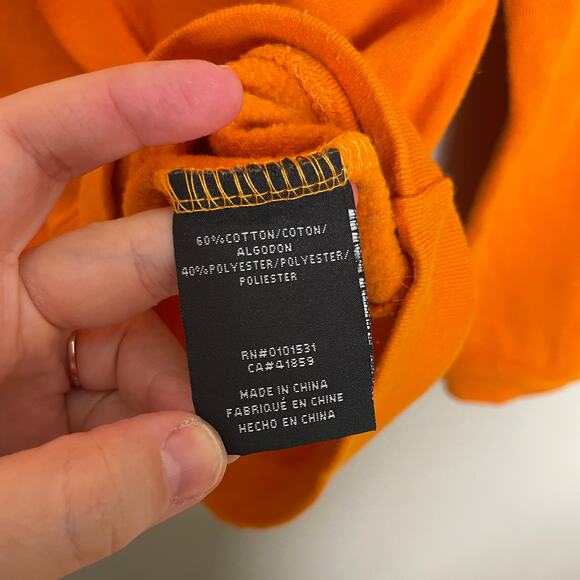 60%COTTON/COTON/
ALGODON
40%POLYESTER/POLYESTER/
POLIESTER
RN#0101531
CA#41859
MADE IN CHINA
FABRIQUÉ EN CHINE
HECHO EN CHINA